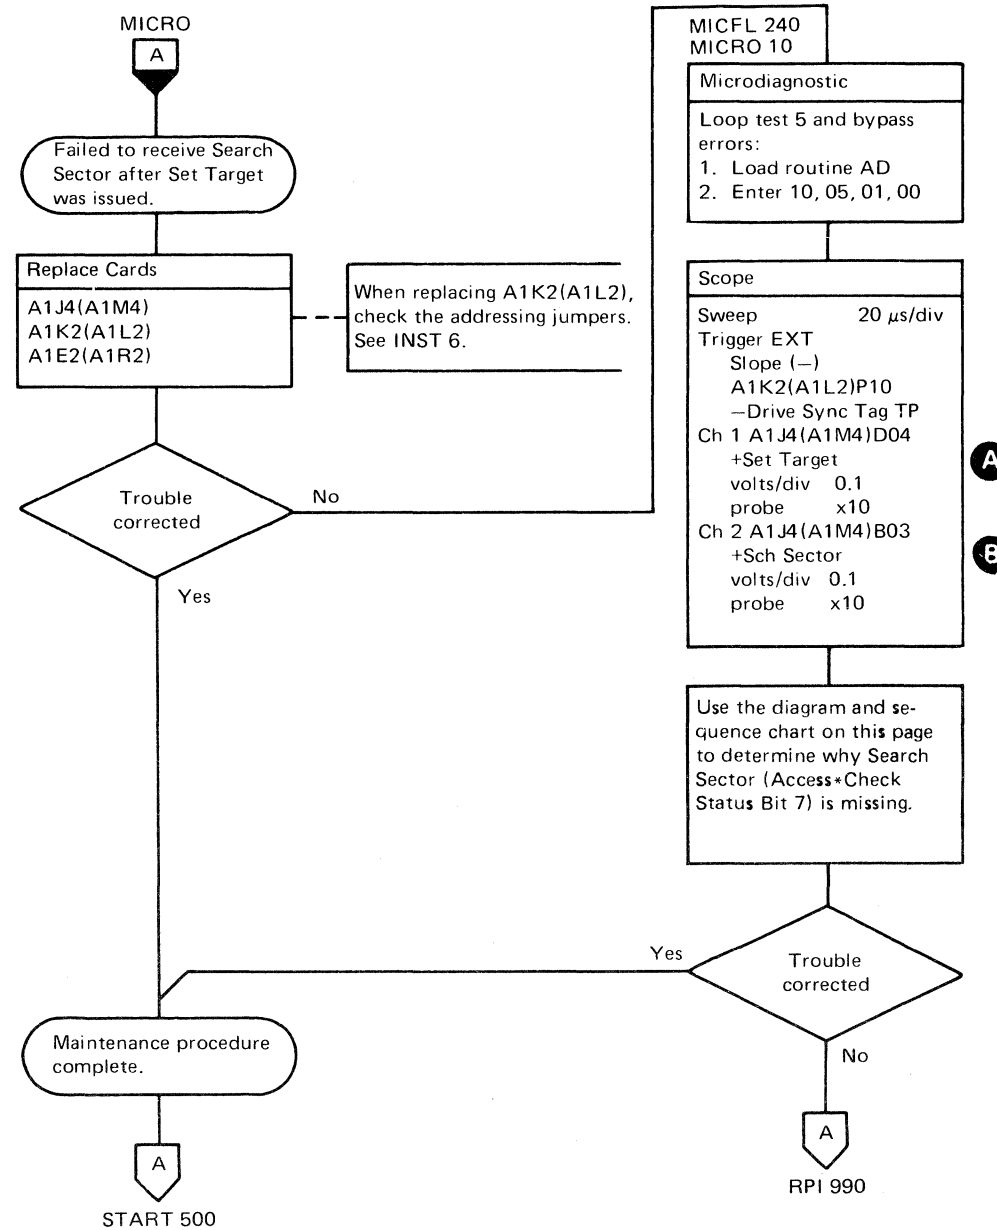 MICRO
A
Failed to receive Search
Sector after Set Target
was issued.
Replace Cards
A1J4(A1M4)
A1K2(A1L2)
A1E2(A1R2)
When replacing A1K2(A1L2),
check the addressing jumpers.
See INST 6.
Trouble
corrected
No
Yes
MICFL 240
MICRO 10
Microdiagnostic
Loop test 5 and bypass
errors:
1. Load routine AD
2. Enter 10, 05, 01, 00
Scope
Sweep 20 μs/div
Trigger EXT
Slope (—)
A1K2(A1L2)P10
—Drive Sync Tag TP
Ch 1 A1J4(A1M4)D04
+Set Target
volts/div 0.1
probe x10
Ch 2 A1J4(A1M4)B03
+Sch Sector
volts/div 0.1
probe x10
A
B
Use the diagram and se-
quence chart on this page
to determine why Search
Sector (Access*Check
Status Bit 7) is missing.
Trouble
corrected
Yes
No
Maintenance procedure
complete.
A
START 500
A
RPI 990